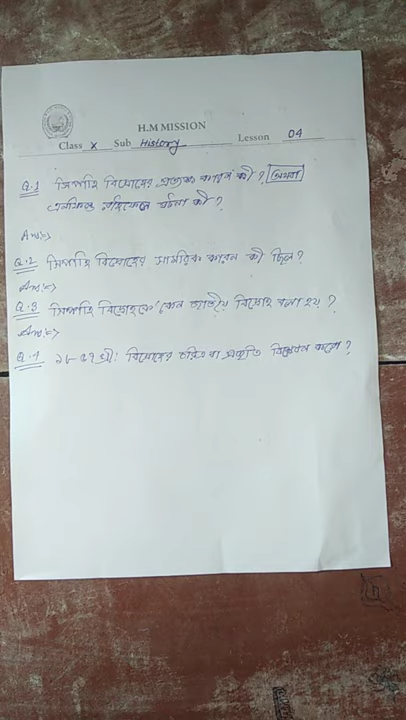 H.M MISSION
Class X Sub History Lesson 04
Q.1 সিপাহি বিদ্রোহের প্রত্যক্ষ কারণ কী? অথবা
এনফিল্ড রাইফেলের ঘটনা কী?
Ans:⇒
Q.2 সিপাহি বিদ্রোহের সামরিক কারণ কী ছিল?
Ans:⇒
Q.3 সিপাহি বিদ্রোহকে কেন জাতীয় বিদ্রোহ বলা হয়?
Ans:⇒
Q.4 ১৮৫৭ খ্রী: বিদ্রোহের চরিত্র বা প্রকৃতি বিশ্লেষণ করো?